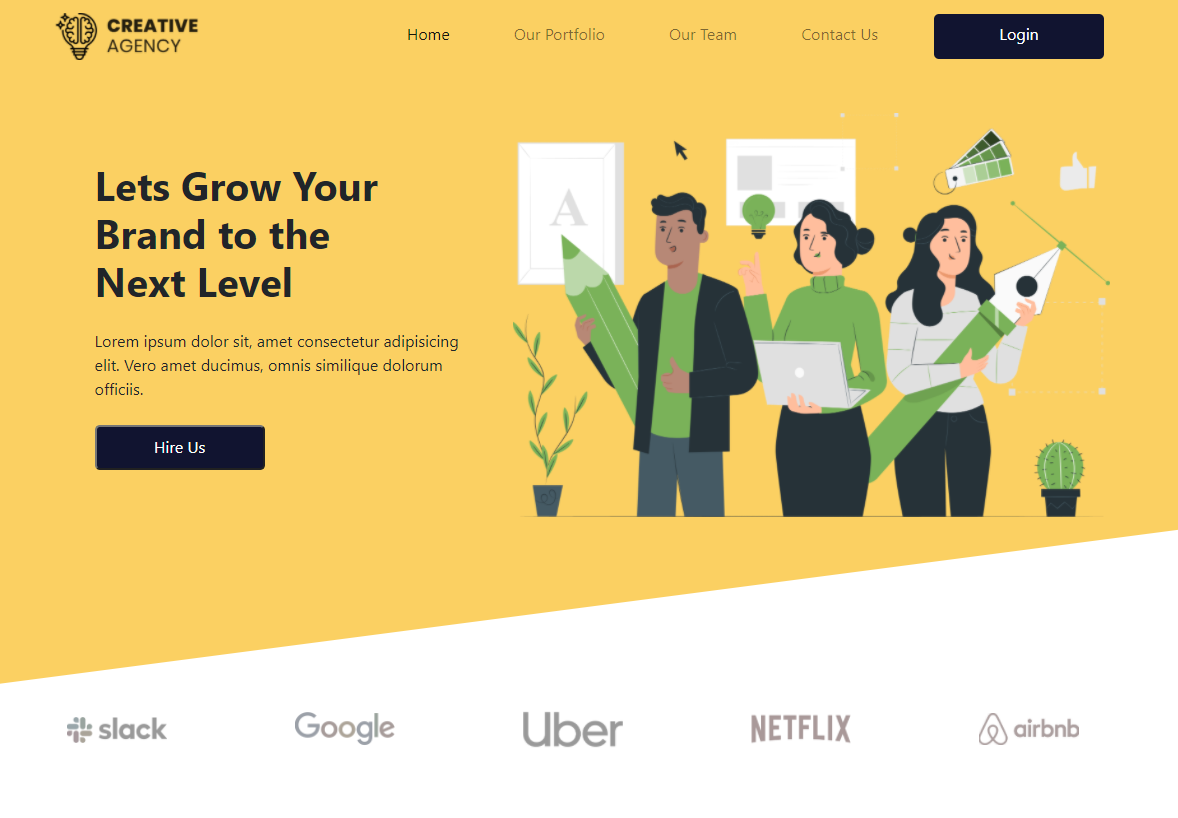 CREATIVE
AGENCY
Home Our Portfolio Our Team Contact Us Login
Lets Grow Your
Brand to the
Next Level
Lorem ipsum dolor sit, amet consectetur adipisicing
elit. Vero amet ducimus, omnis similique dolorum
officiis.
Hire Us
A
slack Google Uber NETFLIX airbnb